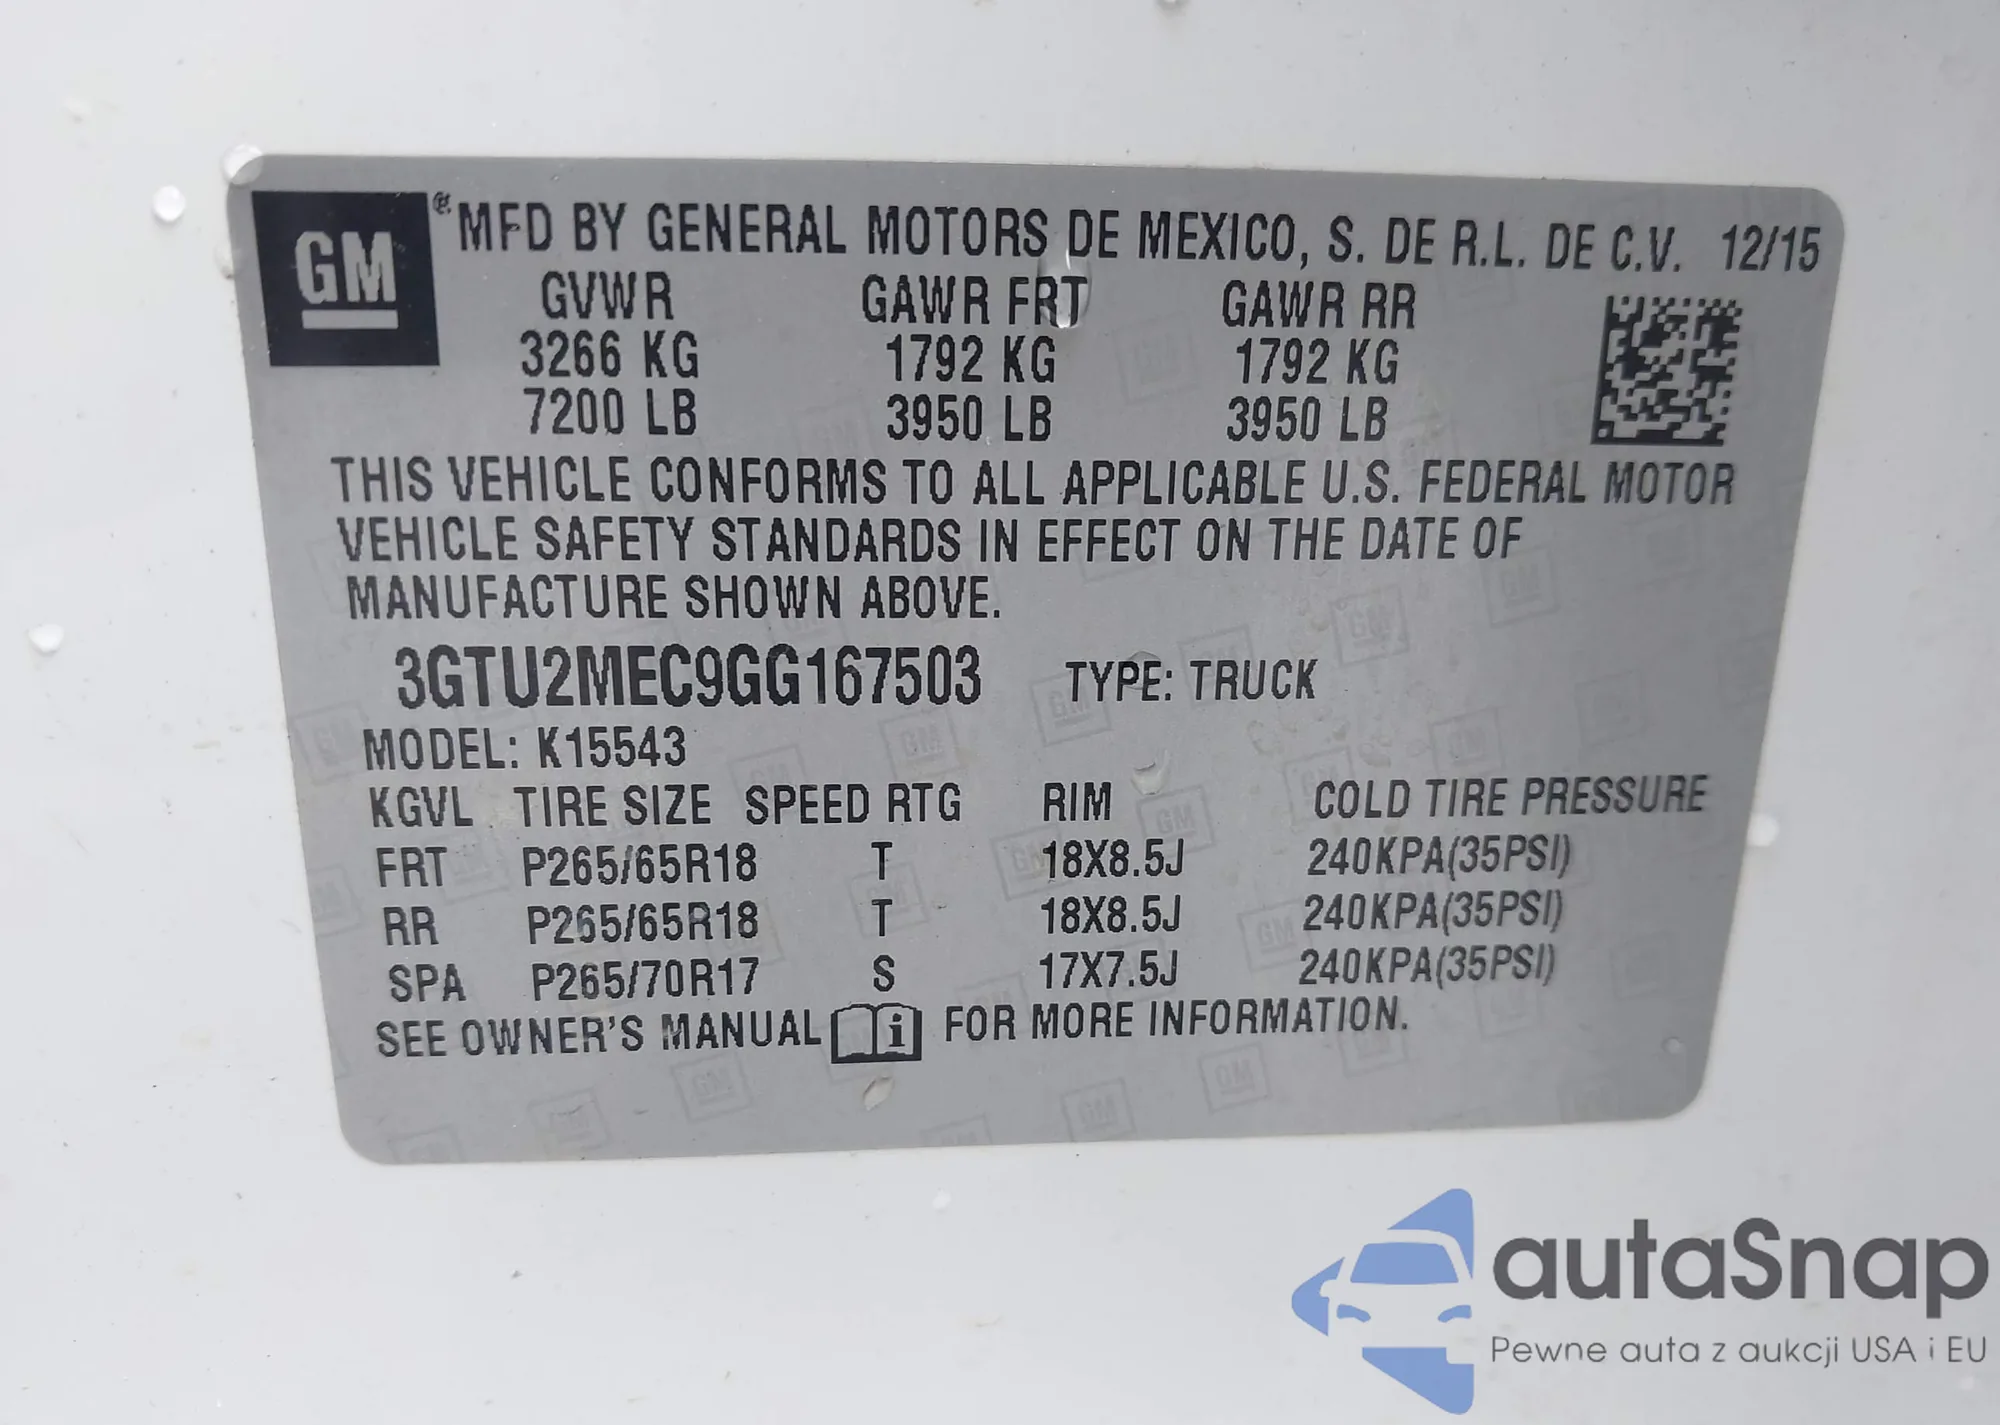 GM ® MFD BY GENERAL MOTORS DE MEXICO, S. DE R.L. DE C.V. 12/15
GVWR GAWR FRT GAWR RR
3266 KG 1792 KG 1792 KG
7200 LB 3950 LB 3950 LB
THIS VEHICLE CONFORMS TO ALL APPLICABLE U.S. FEDERAL MOTOR
VEHICLE SAFETY STANDARDS IN EFFECT ON THE DATE OF
MANUFACTURE SHOWN ABOVE.
3GTU2MEC9GG167503 TYPE: TRUCK
MODEL: K15543
KGVL TIRE SIZE SPEED RTG RIM COLD TIRE PRESSURE
FRT P265/65R18 T 18X8.5J 240KPA(35PSI)
RR P265/65R18 T 18X8.5J 240KPA(35PSI)
SPA P265/70R17 S 17X7.5J 240KPA(35PSI)
SEE OWNER'S MANUAL i FOR MORE INFORMATION.
autaSnap
Pewne auta z aukcji USA i EU